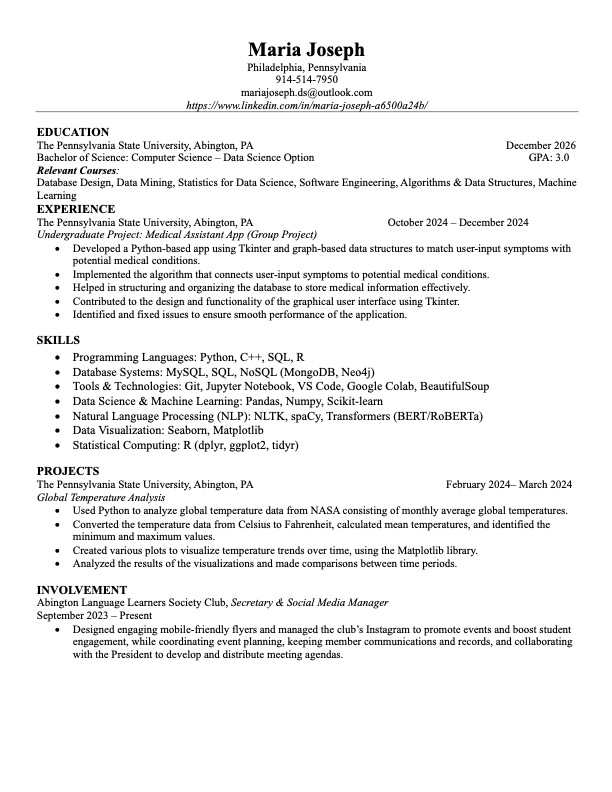 Maria Joseph
Philadelphia, Pennsylvania
914-514-7950
mariajoseph.ds@outlook.com
https://www.linkedin.com/in/maria-joseph-a6500a24b/
EDUCATION
The Pennsylvania State University, Abington, PA December 2026
Bachelor of Science: Computer Science – Data Science Option GPA: 3.0
Relevant Courses:
Database Design, Data Mining, Statistics for Data Science, Software Engineering, Algorithms & Data Structures, Machine
Learning
EXPERIENCE
The Pennsylvania State University, Abington, PA October 2024 – December 2024
Undergraduate Project: Medical Assistant App (Group Project)
• Developed a Python-based app using Tkinter and graph-based data structures to match user-input symptoms with
potential medical conditions.
• Implemented the algorithm that connects user-input symptoms to potential medical conditions.
• Helped in structuring and organizing the database to store medical information effectively.
• Contributed to the design and functionality of the graphical user interface using Tkinter.
• Identified and fixed issues to ensure smooth performance of the application.
SKILLS
• Programming Languages: Python, C++, SQL, R
• Database Systems: MySQL, SQL, NoSQL (MongoDB, Neo4j)
• Tools & Technologies: Git, Jupyter Notebook, VS Code, Google Colab, BeautifulSoup
• Data Science & Machine Learning: Pandas, Numpy, Scikit-learn
• Natural Language Processing (NLP): NLTK, spaCy, Transformers (BERT/RoBERTa)
• Data Visualization: Seaborn, Matplotlib
• Statistical Computing: R (dplyr, ggplot2, tidyr)
PROJECTS
The Pennsylvania State University, Abington, PA February 2024– March 2024
Global Temperature Analysis
• Used Python to analyze global temperature data from NASA consisting of monthly average global temperatures.
• Converted the temperature data from Celsius to Fahrenheit, calculated mean temperatures, and identified the
minimum and maximum values.
• Created various plots to visualize temperature trends over time, using the Matplotlib library.
• Analyzed the results of the visualizations and made comparisons between time periods.
INVOLVEMENT
Abington Language Learners Society Club, Secretary & Social Media Manager
September 2023 – Present
• Designed engaging mobile-friendly flyers and managed the club’s Instagram to promote events and boost student
engagement, while coordinating event planning, keeping member communications and records, and collaborating
with the President to develop and distribute meeting agendas.